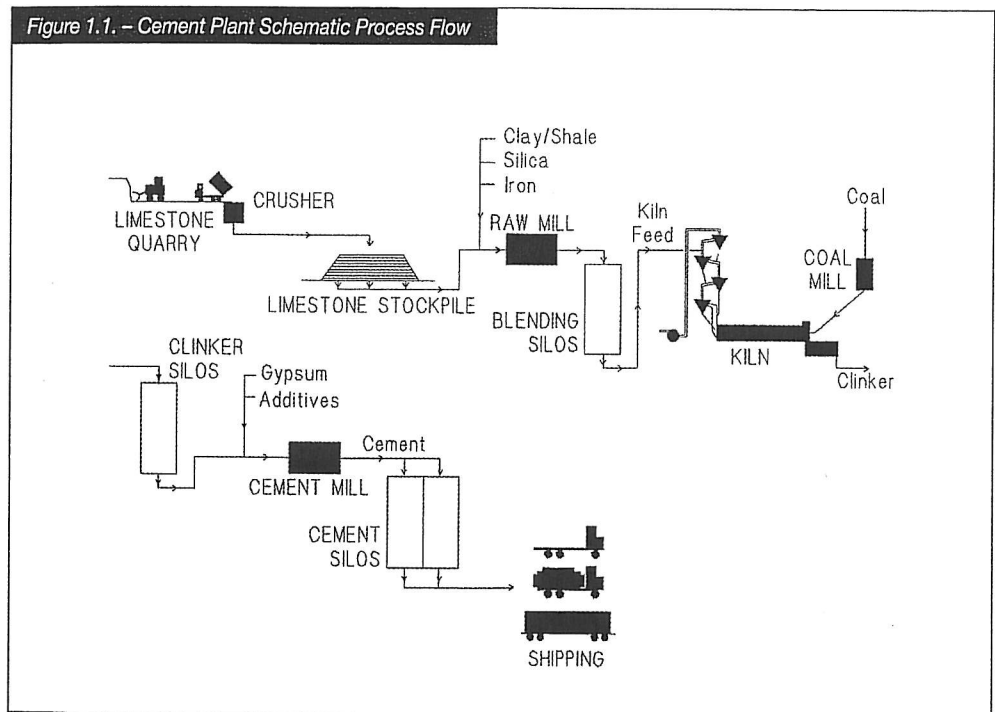 Figure 1.1. – Cement Plant Schematic Process Flow
Clay/Shale
Silica
Iron
CRUSHER
LIMESTONE
QUARRY
LIMESTONE STOCKPILE
RAW MILL
BLENDING
SILOS
Kiln
Feed
Coal
COAL
MILL
KILN
Clinker
CLINKER
SILOS
Gypsum
Additives
Cement
CEMENT MILL
CEMENT
SILOS
SHIPPING